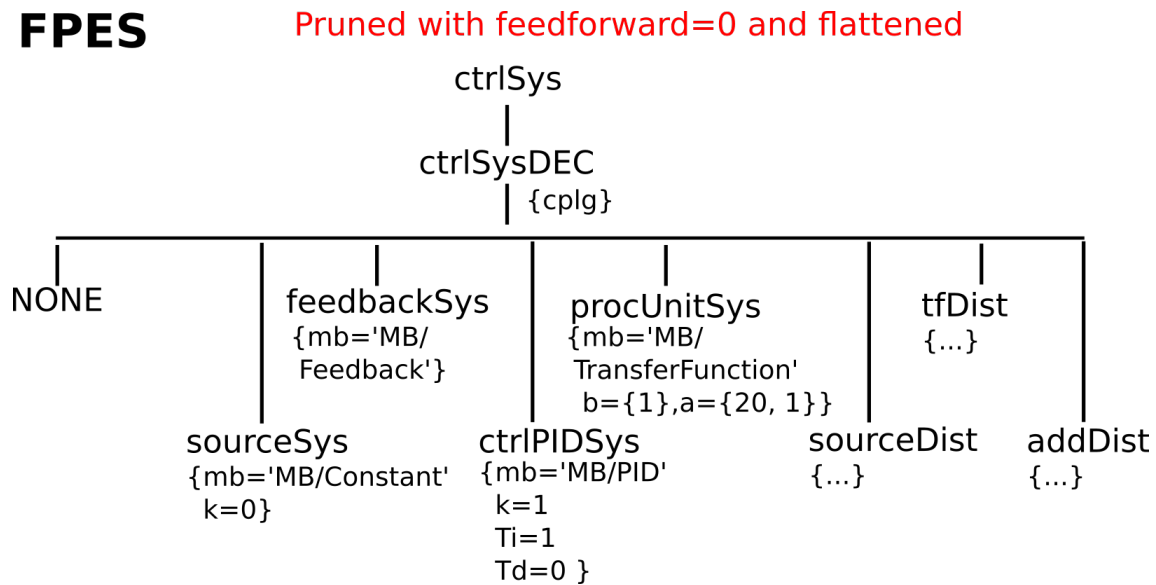 FPES
Pruned with feedforward=0 and flattened
ctrlSys
ctrlSysDEC
{cplg}
NONE
feedbackSys
{mb='MB/
Feedback'}
procUnitSys
{mb='MB/
TransferFunction'
b={1},a={20, 1}}
tfDist
{...}
sourceSys
{mb='MB/Constant'
k=0}
ctrlPIDSys
{mb='MB/PID'
k=1
Ti=1
Td=0 }
sourceDist
{...}
addDist
{...}